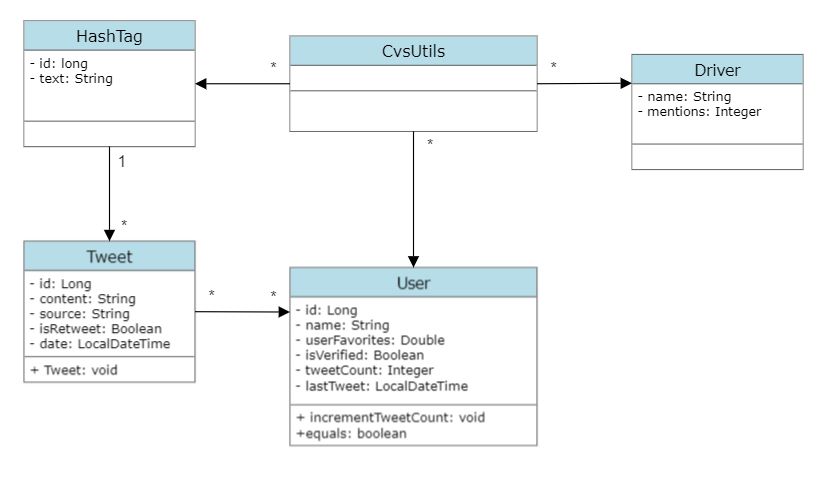 HashTag
- id: long
- text: String
CvsUtils
*
*
*
Driver
- name: String
- mentions: Integer
1
*
Tweet
- id: Long
- content: String
- source: String
- isRetweet: Boolean
- date: LocalDateTime
+ Tweet: void
*
*
User
- id: Long
- name: String
- userFavorites: Double
- isVerified: Boolean
- tweetCount: Integer
- lastTweet: LocalDateTime
+ incrementTweetCount: void
+equals: boolean